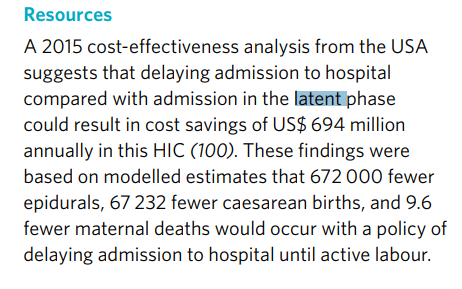 Resources
A 2015 cost-effectiveness analysis from the USA
suggests that delaying admission to hospital
compared with admission in the latent phase
could result in cost savings of US$ 694 million
annually in this HIC (100). These findings were
based on modelled estimates that 672 000 fewer
epidurals, 67 232 fewer caesarean births, and 9.6
fewer maternal deaths would occur with a policy of
delaying admission to hospital until active labour.